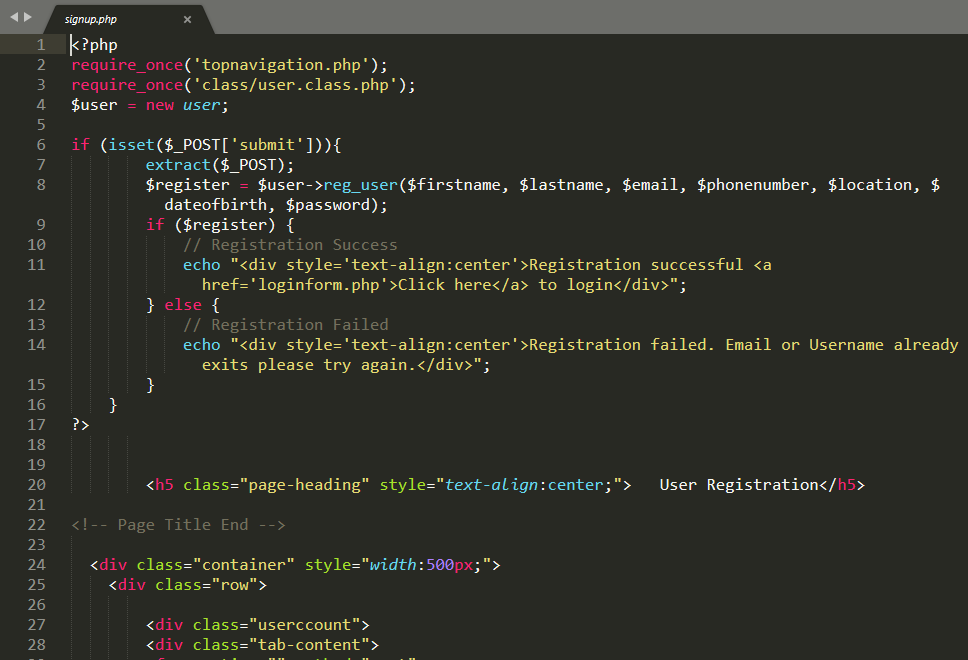 signup.php ×
1 <?php
2 require_once('topnavigation.php');
3 require_once('class/user.class.php');
4 $user = new user;
5
6 if (isset($_POST['submit'])){
7 extract($_POST);
8 $register = $user->reg_user($firstname, $lastname, $email, $phonenumber, $location, $
dateofbirth, $password);
9 if ($register) {
10 // Registration Success
11 echo "<div style='text-align:center'>Registration successful <a
href='loginform.php'>Click here</a> to login</div>";
12 } else {
13 // Registration Failed
14 echo "<div style='text-align:center'>Registration failed. Email or Username already
exits please try again.</div>";
15 }
16 }
17 ?>
18
19
20 <h5 class="page-heading" style="text-align:center;"> User Registration</h5>
21
22 <!-- Page Title End -->
23
24 <div class="container" style="width:500px;">
25 <div class="row">
26
27 <div class="userccount">
28 <div class="tab-content">